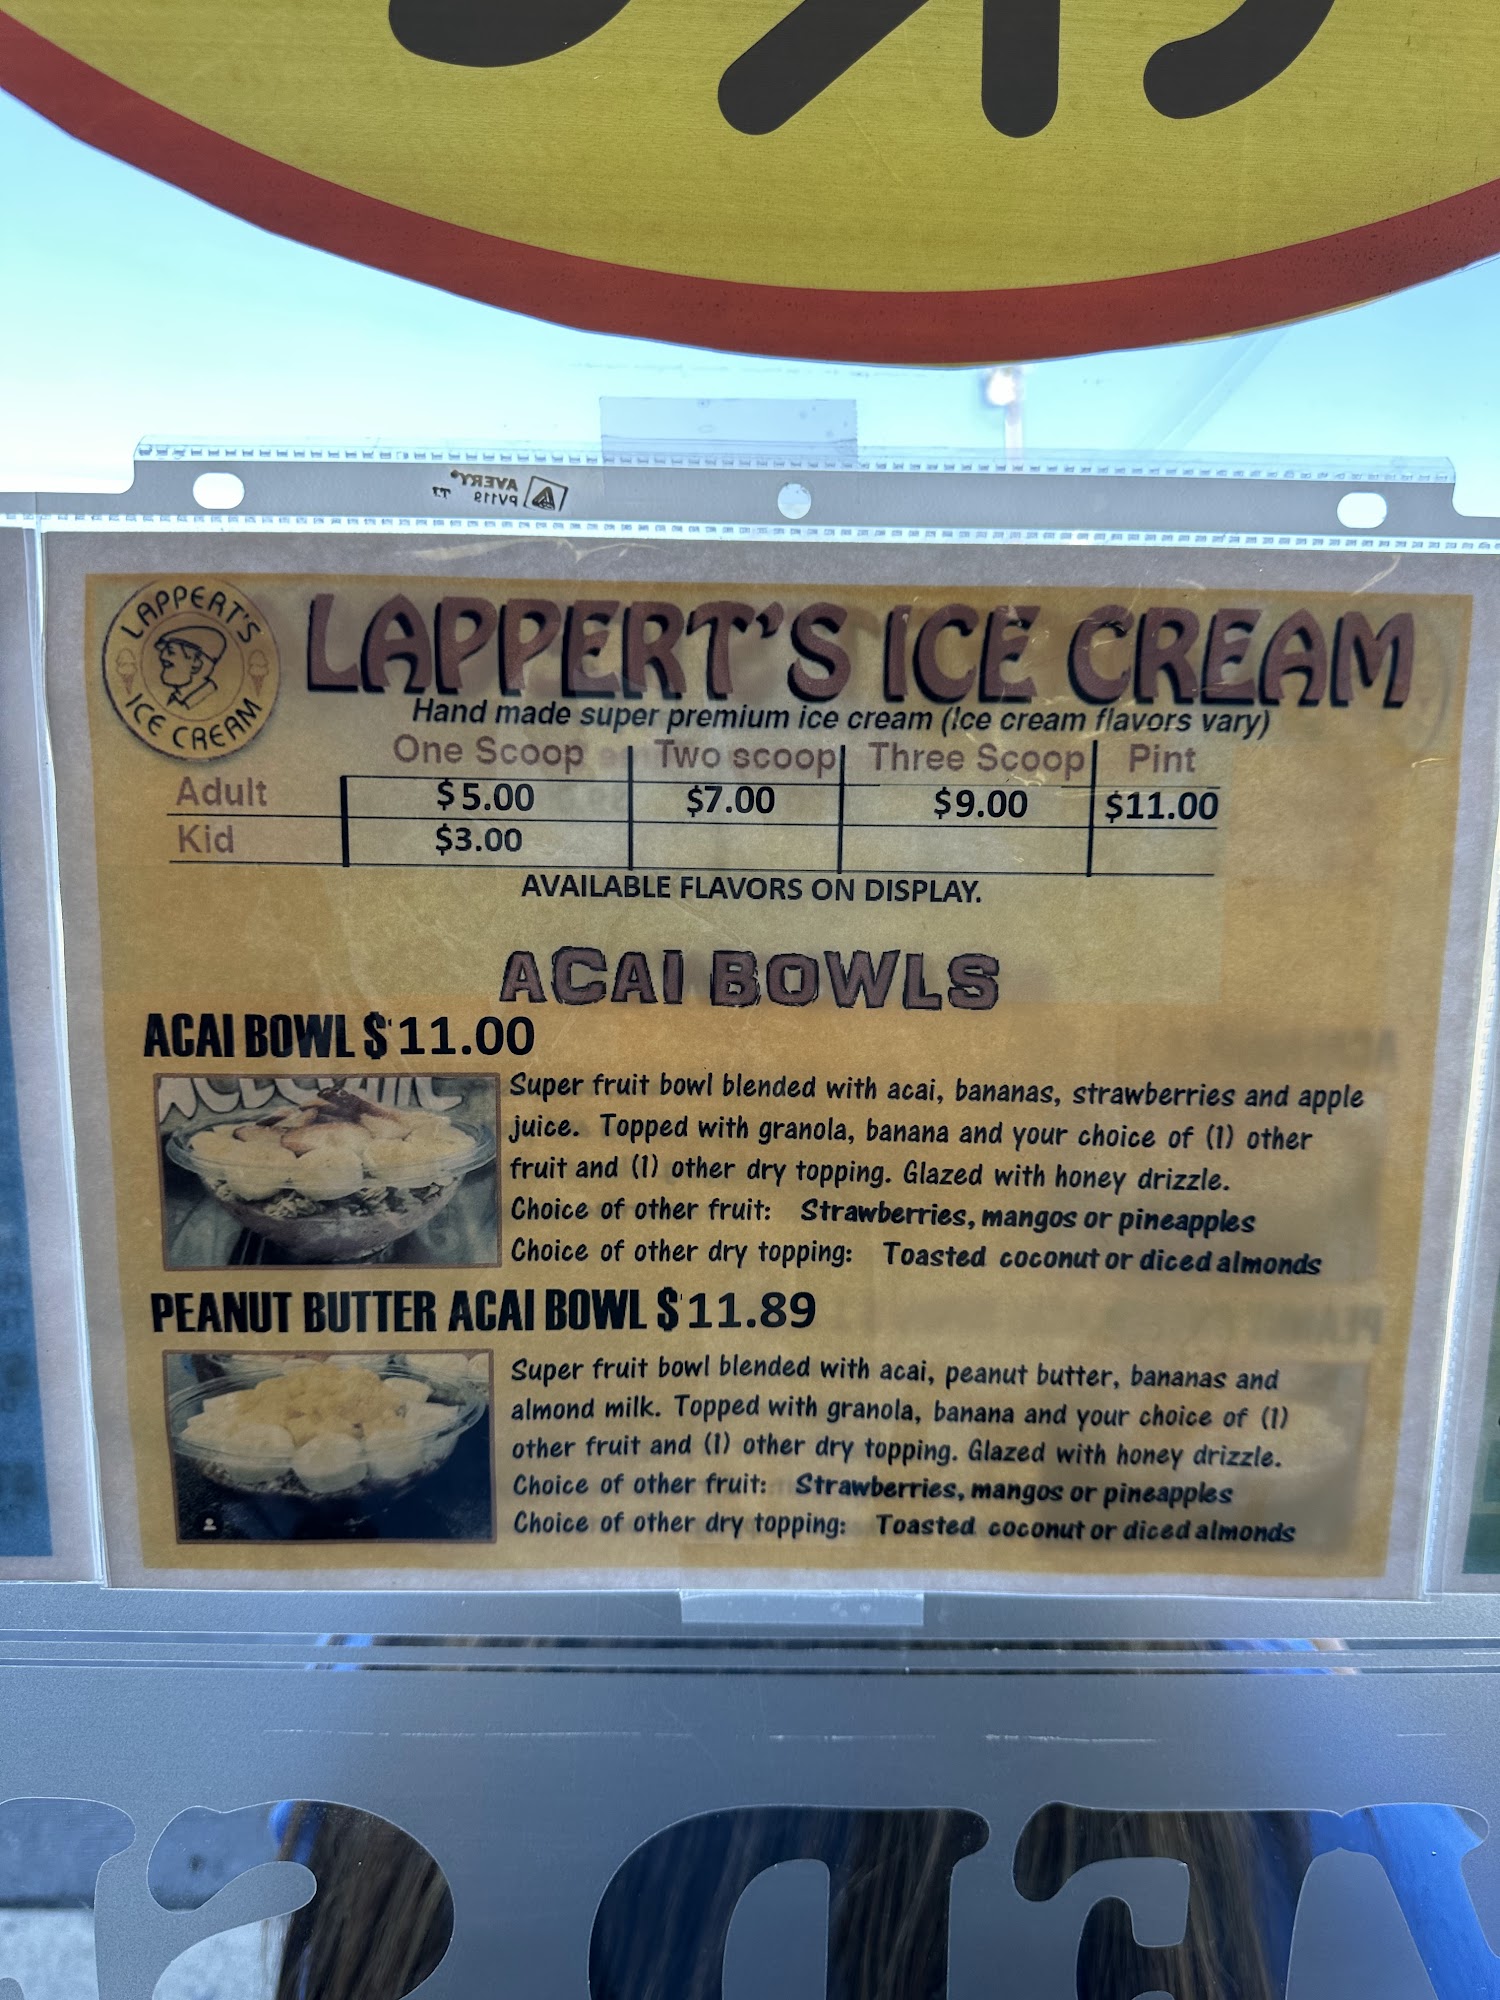 AVERY®
PV119 T1
LAPPERT'S
ICE CREAM
LAPPERT'S ICE CREAM
Hand made super premium ice cream (Ice cream flavors vary)
One Scoop Two scoop Three Scoop Pint
Adult $5.00 $7.00 $9.00 $11.00
Kid $3.00
AVAILABLE FLAVORS ON DISPLAY.
ACAI BOWLS
ACAI BOWL $11.00
Super fruit bowl blended with acai, bananas, strawberries and apple
juice. Topped with granola, banana and your choice of (1) other
fruit and (1) other dry topping. Glazed with honey drizzle.
Choice of other fruit: Strawberries, mangos or pineapples
Choice of other dry topping: Toasted coconut or diced almonds
PEANUT BUTTER ACAI BOWL $11.89
Super fruit bowl blended with acai, peanut butter, bananas and
almond milk. Topped with granola, banana and your choice of (1)
other fruit and (1) other dry topping. Glazed with honey drizzle.
Choice of other fruit: Strawberries, mangos or pineapples
Choice of other dry topping: Toasted coconut or diced almonds